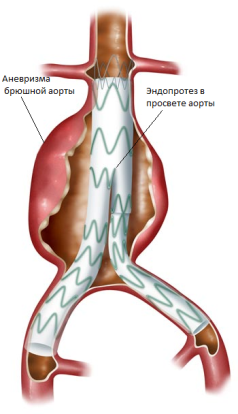 Аневризма
брюшной аорты
Эндопротез в
просвете аорты